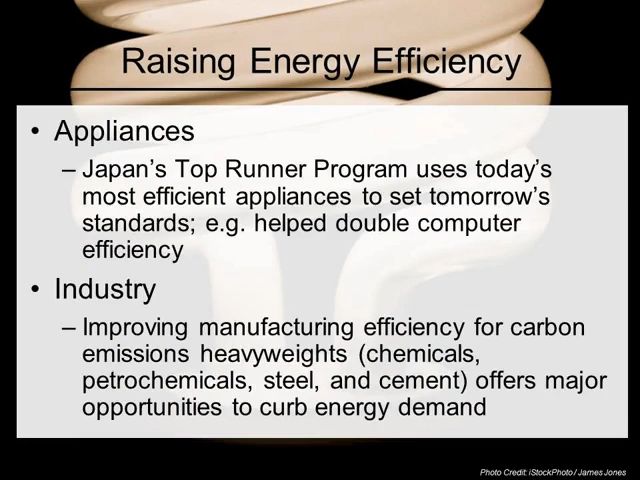 Raising Energy Efficiency
• Appliances
– Japan's Top Runner Program uses today's
most efficient appliances to set tomorrow's
standards; e.g. helped double computer
efficiency
• Industry
– Improving manufacturing efficiency for carbon
emissions heavyweights (chemicals,
petrochemicals, steel, and cement) offers major
opportunities to curb energy demand
Photo Credit: iStockPhoto / James Jones